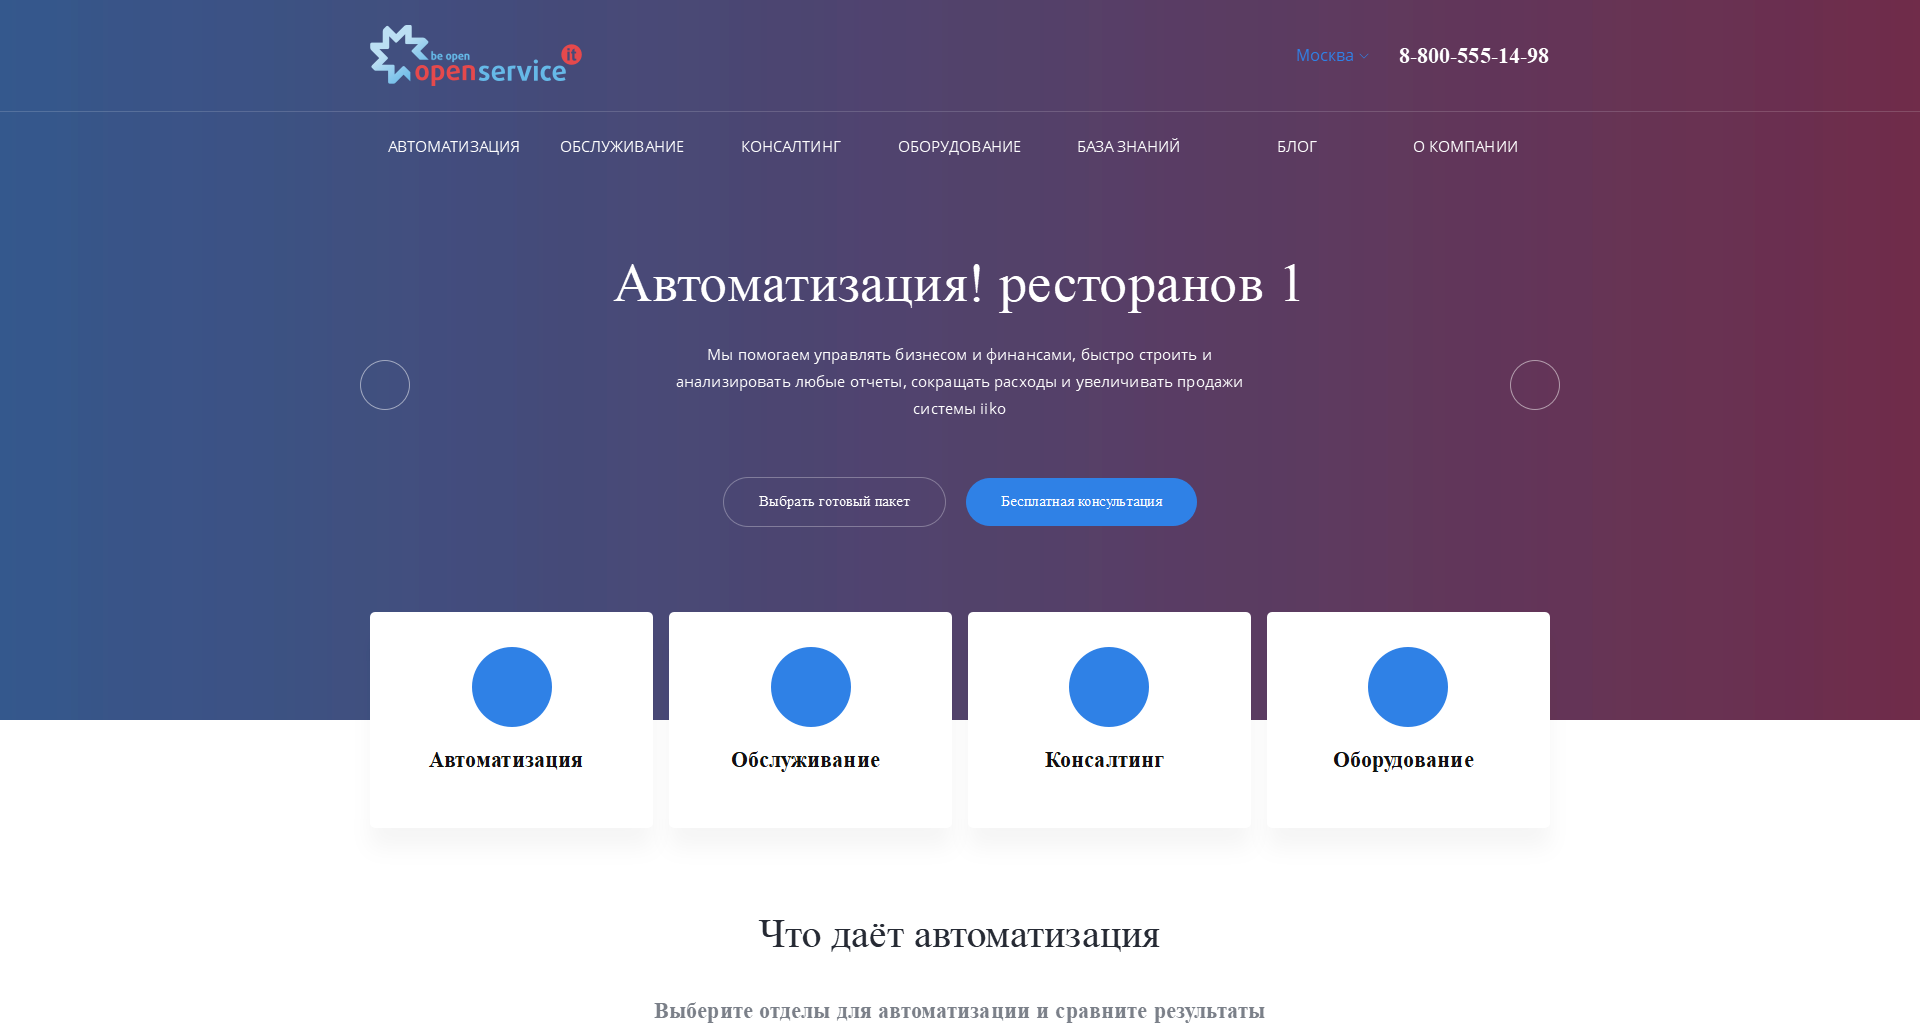 be open
openservice it
Москва
8-800-555-14-98
АВТОМАТИЗАЦИЯ
ОБСЛУЖИВАНИЕ
КОНСАЛТИНГ
ОБОРУДОВАНИЕ
БАЗА ЗНАНИЙ
БЛОГ
О КОМПАНИИ
Автоматизация! ресторанов 1
Мы помогаем управлять бизнесом и финансами, быстро строить и
анализировать любые отчеты, сокращать расходы и увеличивать продажи
системы iiko
Выбрать готовый пакет
Бесплатная консультация
Автоматизация
Обслуживание
Консалтинг
Оборудование
Что даёт автоматизация
Выберите отделы для автоматизации и сравните результаты